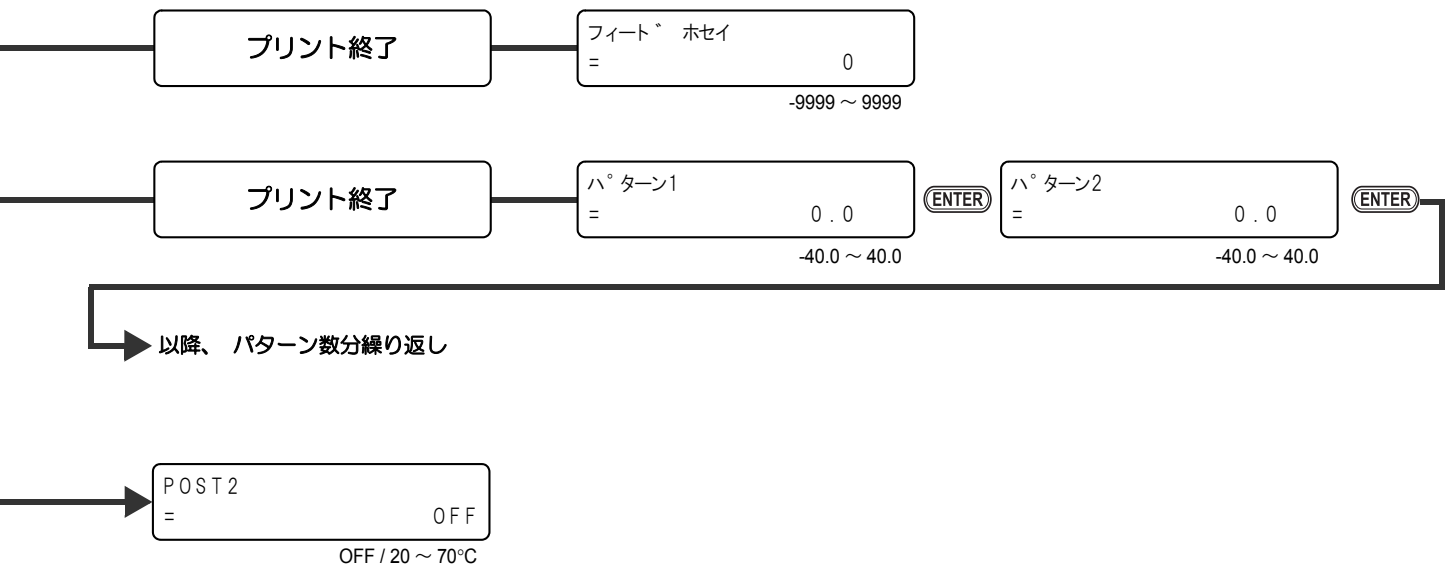 プリント終了
フィート゛ ホセイ
= 0
-9999 ～ 9999
プリント終了
ハ゜ターン1
= 0.0
-40.0 ～ 40.0
ENTER
ハ゜ターン2
= 0.0
-40.0 ～ 40.0
ENTER
以降、 パターン数分繰り返し
POST2
= OFF
OFF / 20 ～ 70°C